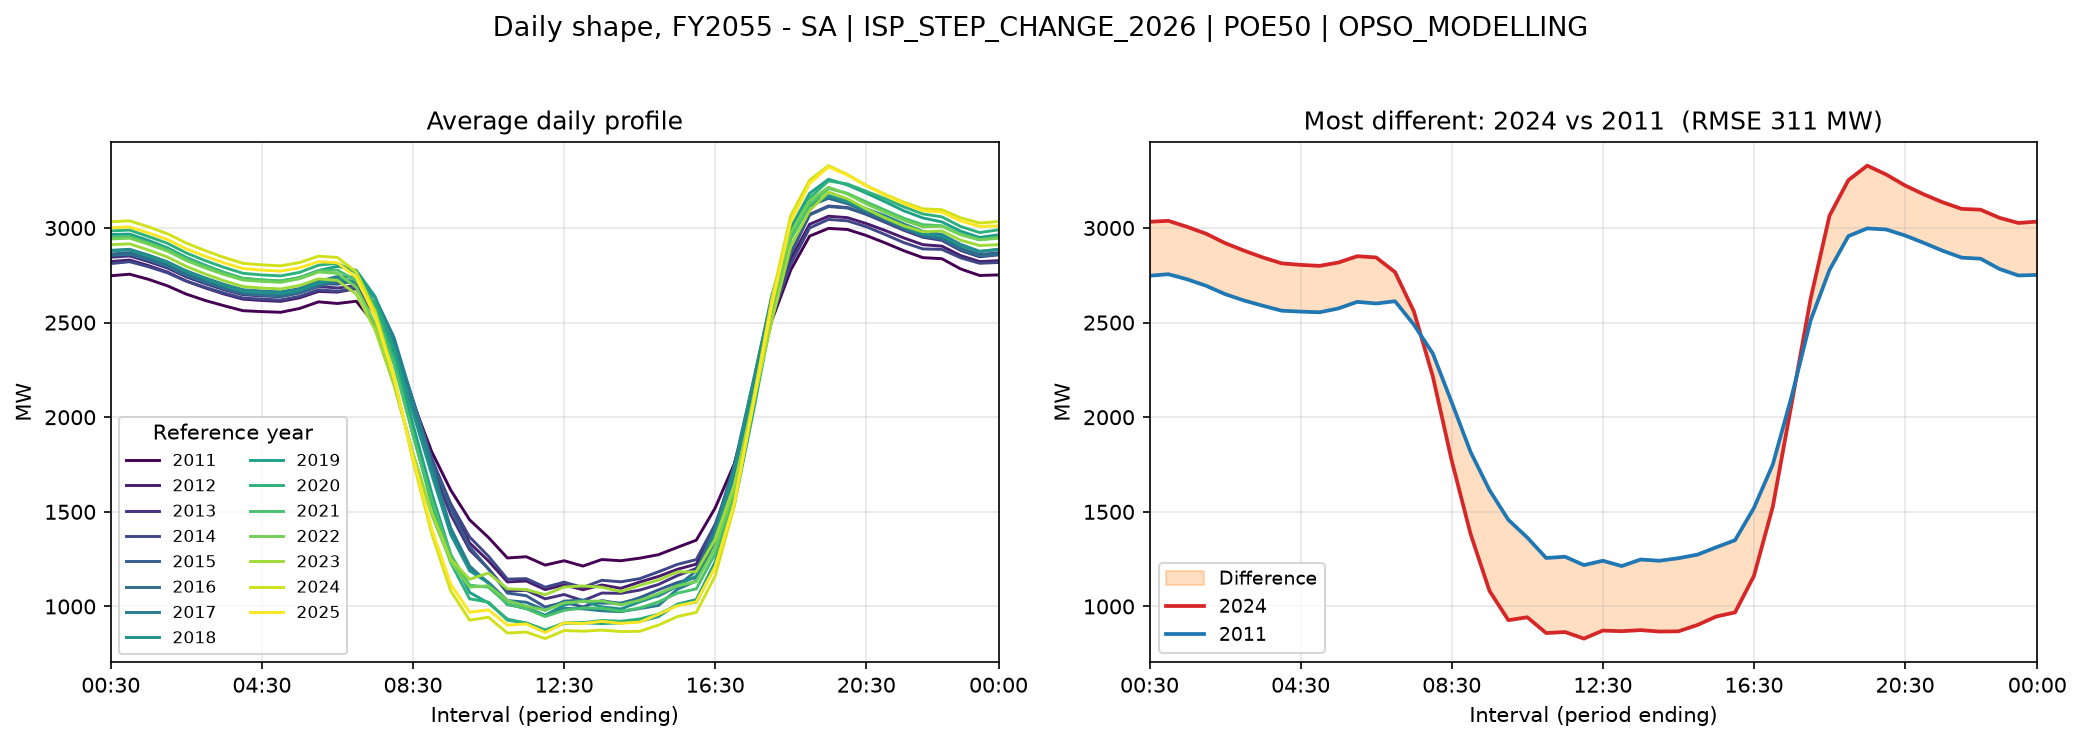 Daily shape, FY2055 - SA | ISP_STEP_CHANGE_2026 | POE50 | OPSO_MODELLING
Average daily profile
MW
3000
2500
2000
1500
1000
Reference year
2011
2012
2013
2014
2015
2016
2017
2018
2019
2020
2021
2022
2023
2024
2025
00:30 04:30 08:30 12:30 16:30 20:30 00:00
Interval (period ending)
Most different: 2024 vs 2011  (RMSE 311 MW)
MW
3000
2500
2000
1500
1000
Difference
2024
2011
00:30 04:30 08:30 12:30 16:30 20:30 00:00
Interval (period ending)